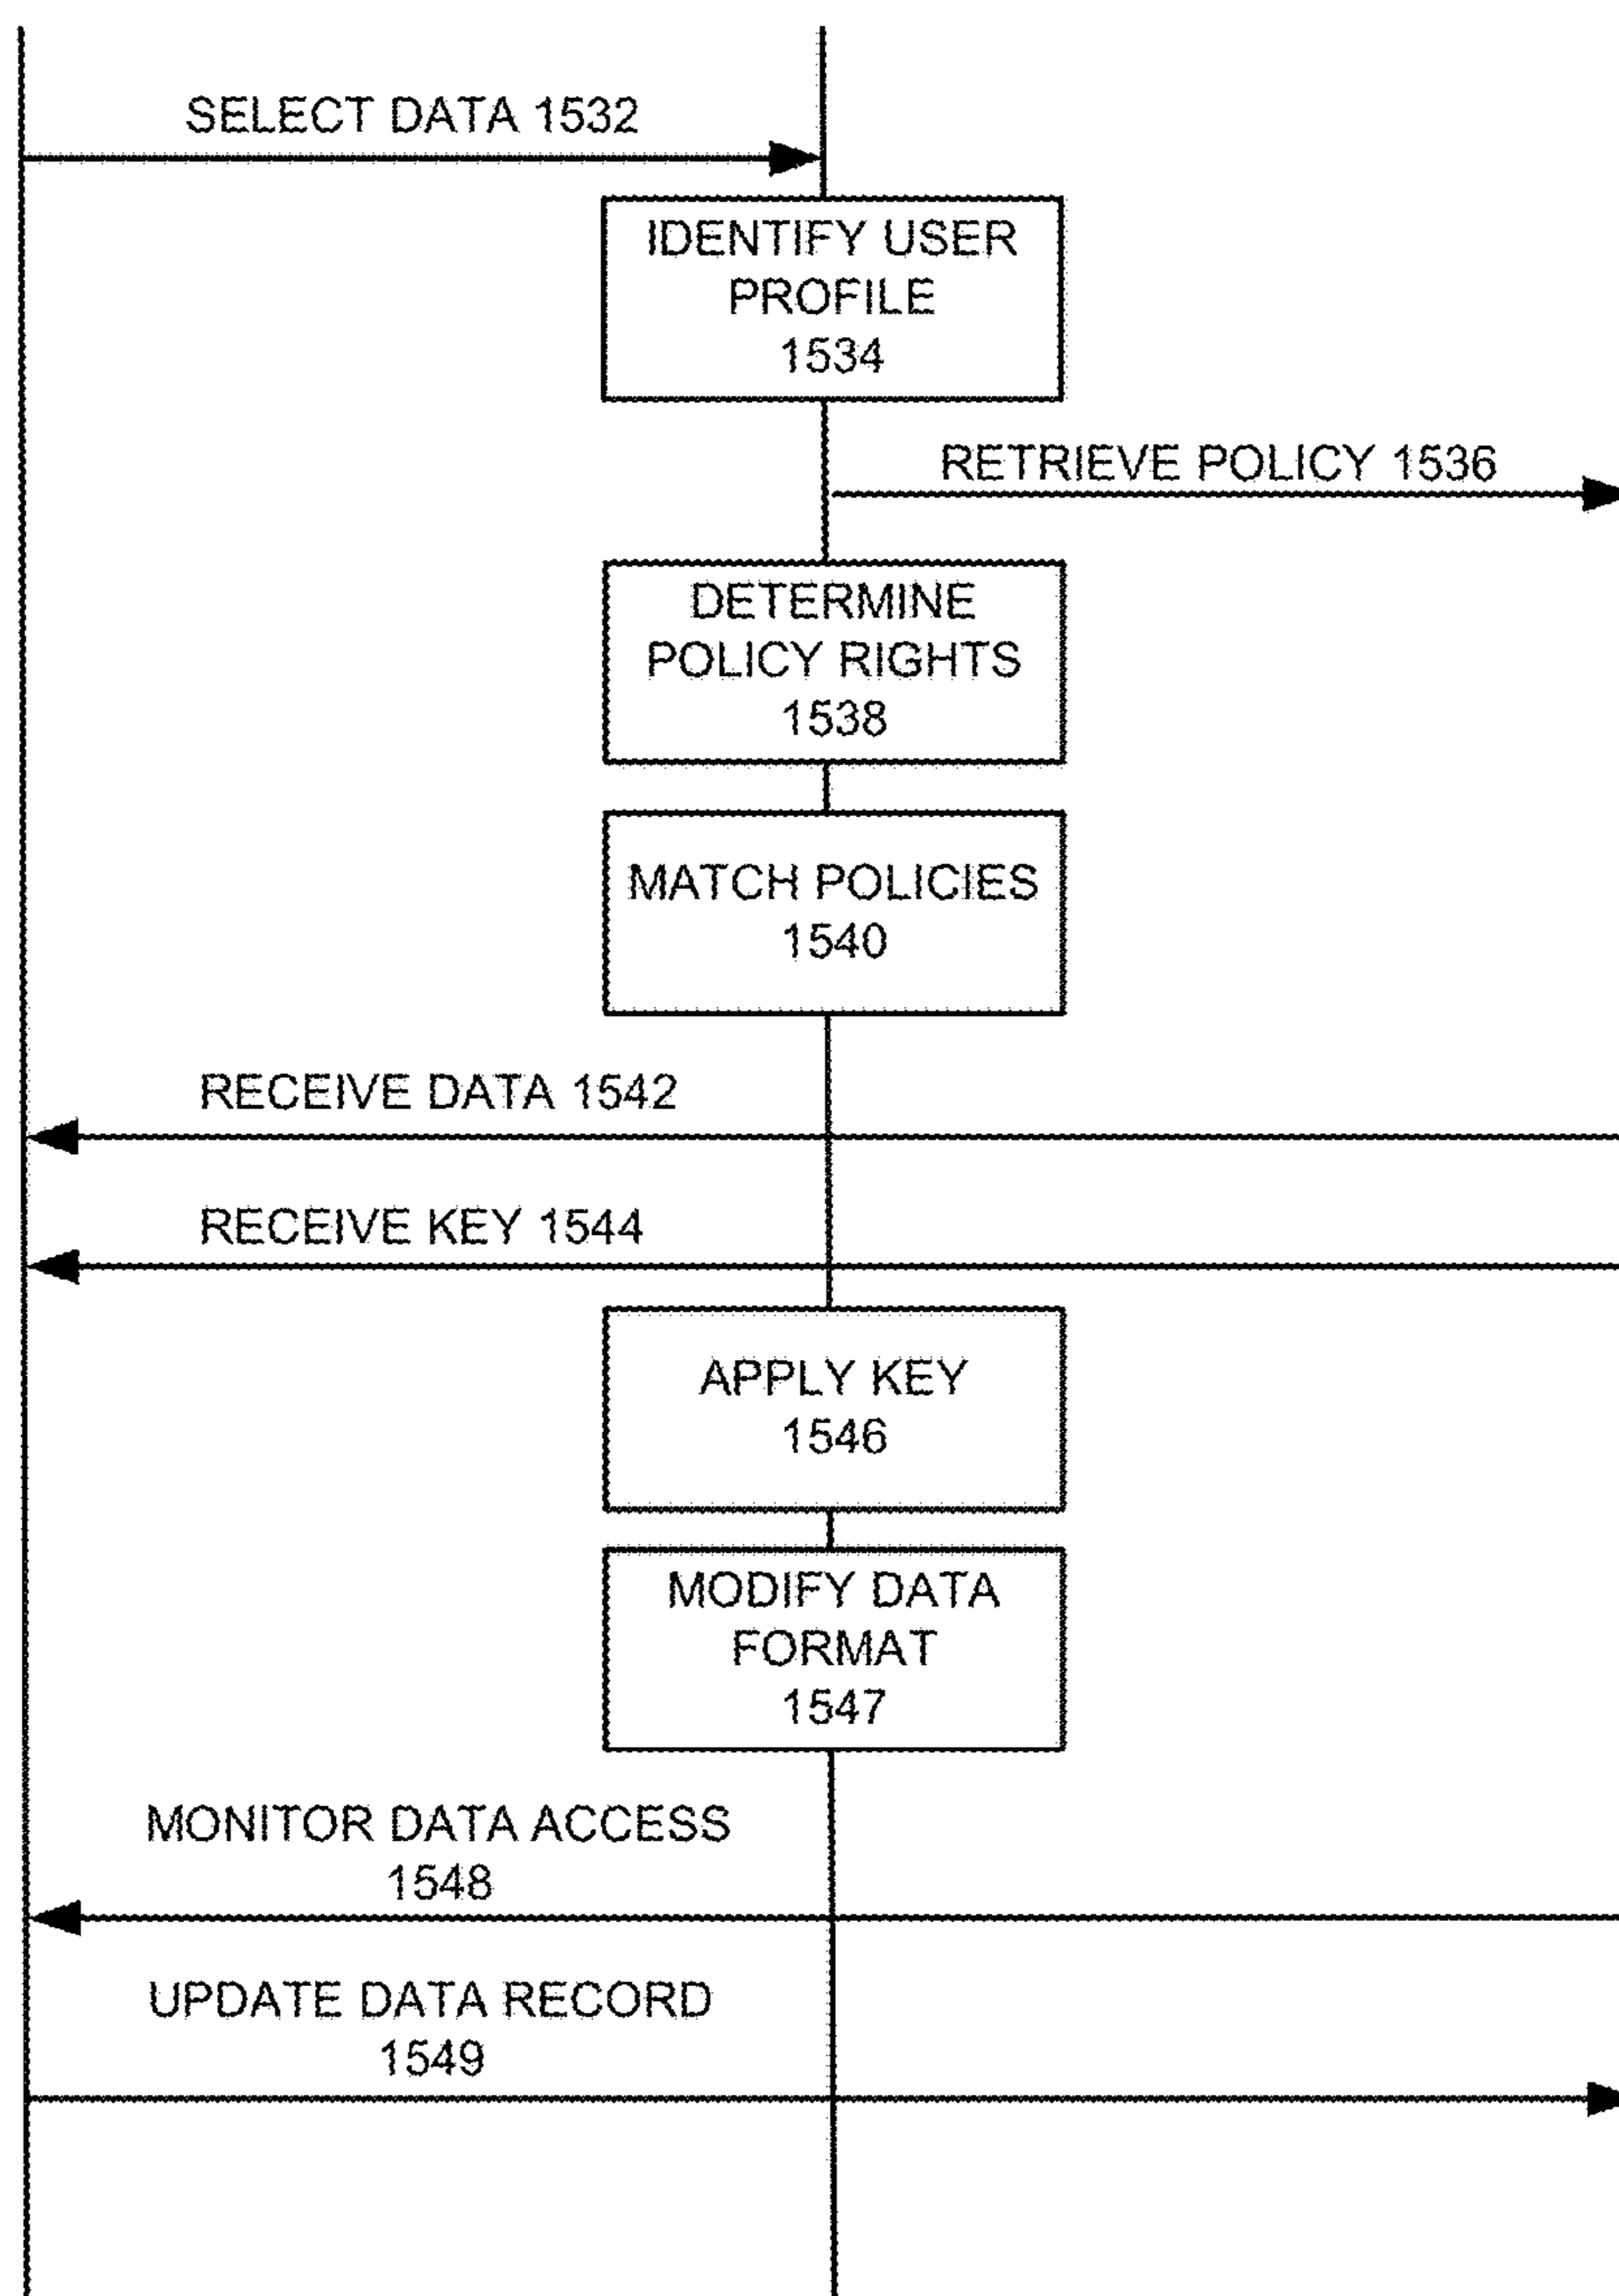 SELECT DATA 1532
IDENTIFY USER
PROFILE
1534
RETRIEVE POLICY 1536
DETERMINE
POLICY RIGHTS
1538
MATCH POLICIES
1540
RECEIVE DATA 1542
RECEIVE KEY 1544
APPLY KEY
1546
MODIFY DATA
FORMAT
1547
MONITOR DATA ACCESS
1548
UPDATE DATA RECORD
1549